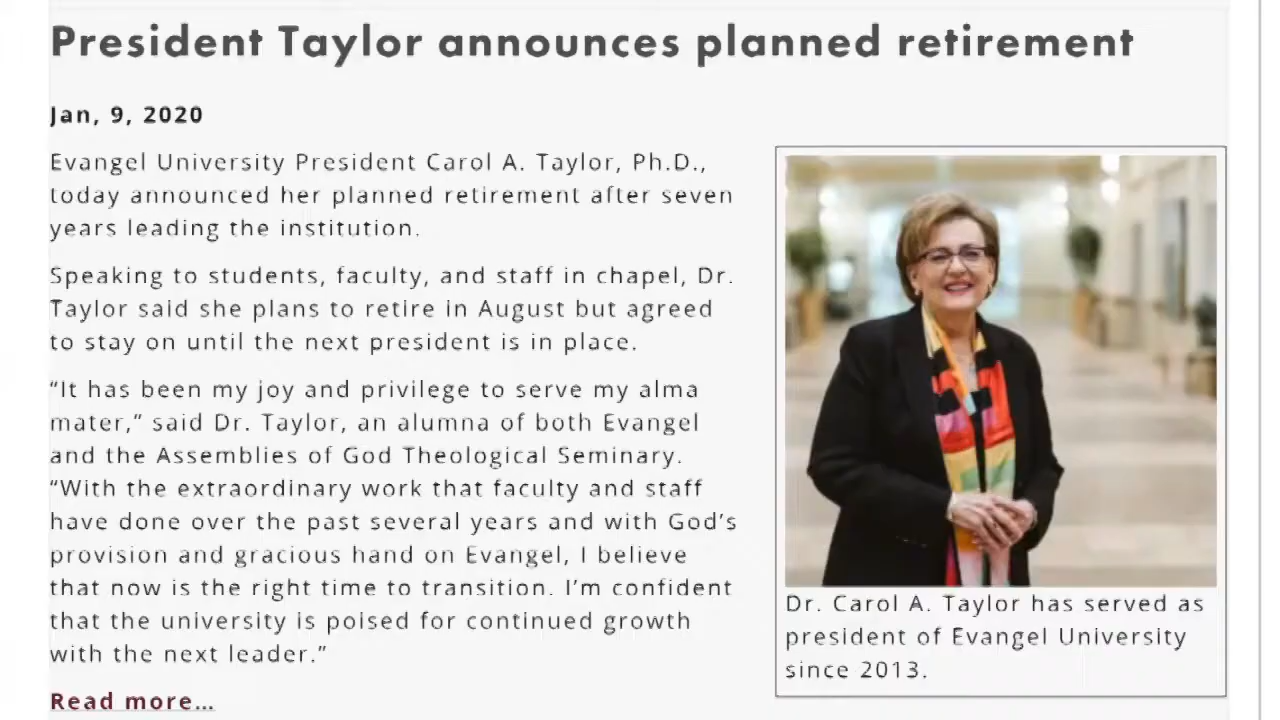 President Taylor announces planned retirement
Jan, 9, 2020
Evangel University President Carol A. Taylor, Ph.D.,
today announced her planned retirement after seven
years leading the institution.
Speaking to students, faculty, and staff in chapel, Dr.
Taylor said she plans to retire in August but agreed
to stay on until the next president is in place.
“It has been my joy and privilege to serve my alma
mater,” said Dr. Taylor, an alumna of both Evangel
and the Assemblies of God Theological Seminary.
“With the extraordinary work that faculty and staff
have done over the past several years and with God’s
provision and gracious hand on Evangel, I believe
that now is the right time to transition. I’m confident
that the university is poised for continued growth
with the next leader.”
Read more…
Dr. Carol A. Taylor has served as
president of Evangel University
since 2013.